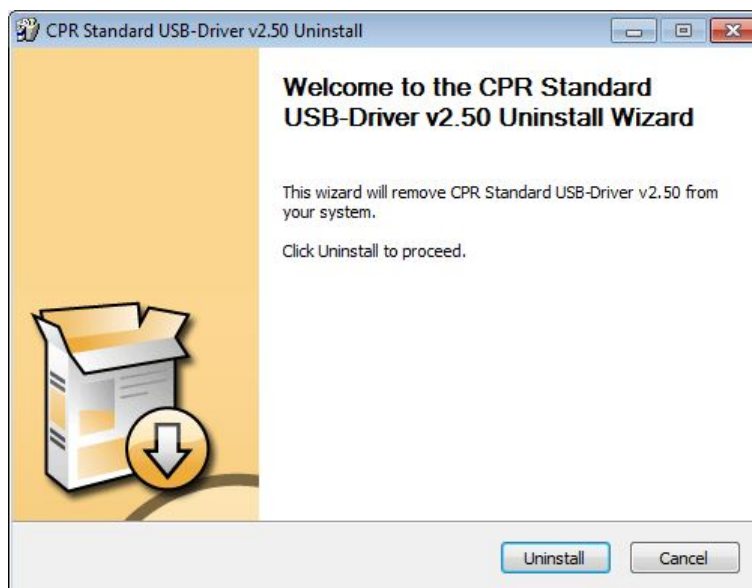 CPR Standard USB-Driver v2.50 Uninstall
Welcome to the CPR Standard
USB-Driver v2.50 Uninstall Wizard
This wizard will remove CPR Standard USB-Driver v2.50 from
your system.
Click Uninstall to proceed.
Uninstall
Cancel